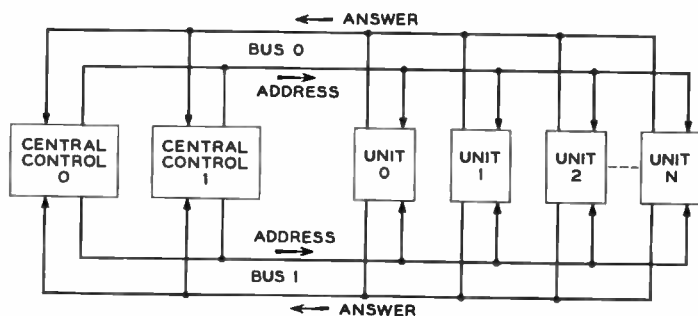 ANSWER
BUS 0
ADDRESS
CENTRAL
CONTROL
0
CENTRAL
CONTROL
1
UNIT
0
UNIT
1
UNIT
2
UNIT
N
ADDRESS
BUS 1
ANSWER